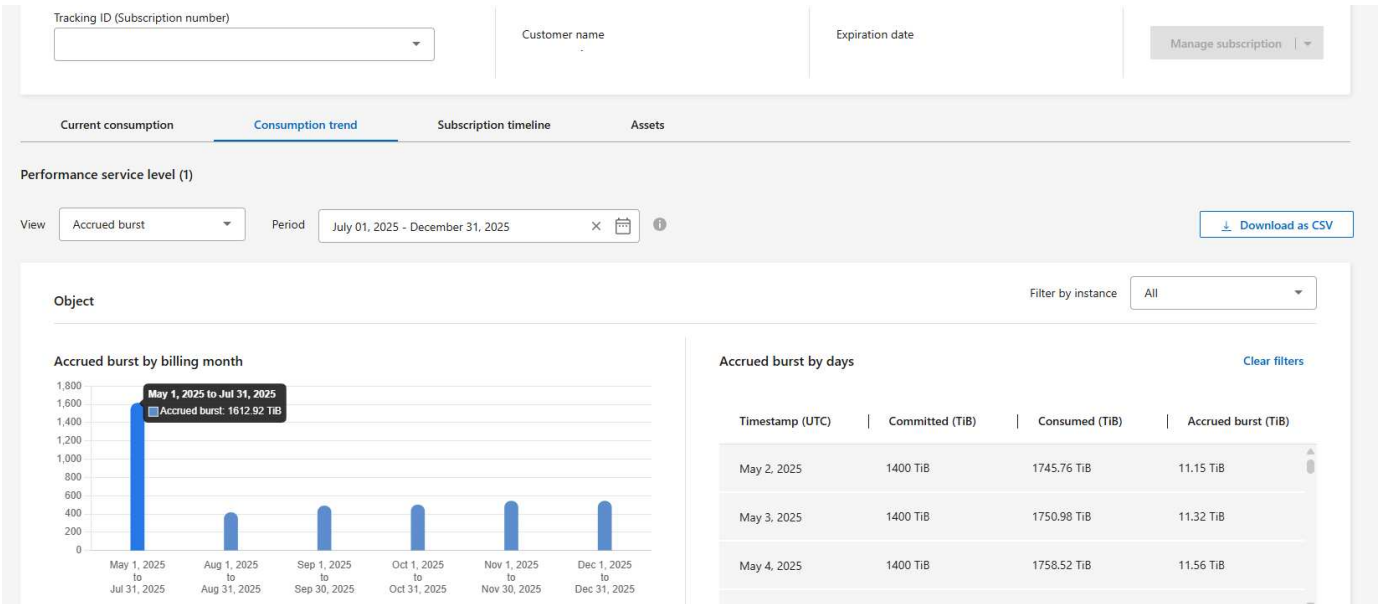 Tracking ID (Subscription number)
Customer name
Expiration date
Manage subscription
Current consumption
Consumption trend
Subscription timeline
Assets
Performance service level (1)
View
Accrued burst
Period
July 01, 2025 - December 31, 2025
Download as CSV
Object
Filter by instance
All
Accrued burst by billing month
1,800
1,600
1,400
1,200
1,000
800
600
400
200
0
May 1, 2025 to Jul 31, 2025
Accrued burst: 1612.92 TiB
May 1, 2025
to
Jul 31, 2025
Aug 1, 2025
to
Aug 31, 2025
Sep 1, 2025
to
Sep 30, 2025
Oct 1, 2025
to
Oct 31, 2025
Nov 1, 2025
to
Nov 30, 2025
Dec 1, 2025
to
Dec 31, 2025
Accrued burst by days
Clear filters
Timestamp (UTC) Committed (TiB) Consumed (TiB) Accrued burst (TiB)
May 2, 2025 1400 TiB 1745.76 TiB 11.15 TiB
May 3, 2025 1400 TiB 1750.98 TiB 11.32 TiB
May 4, 2025 1400 TiB 1758.52 TiB 11.56 TiB